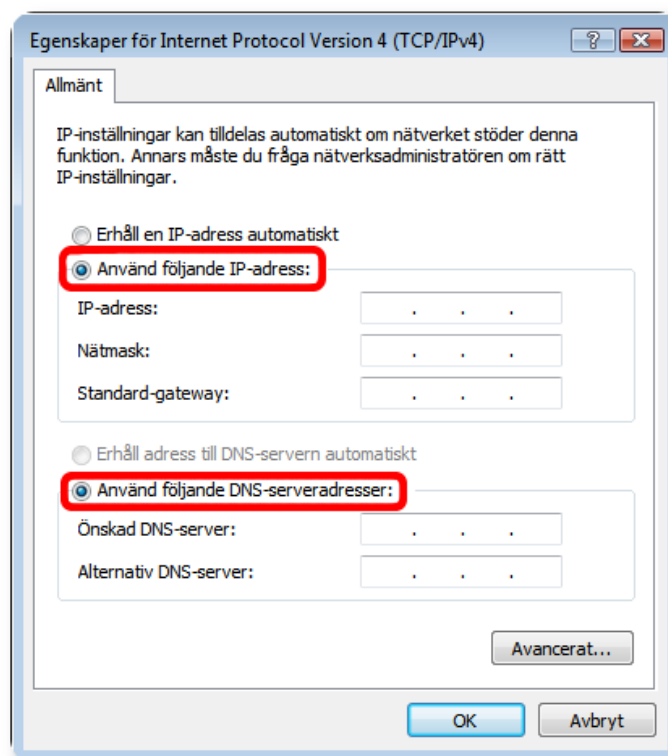 Egenskaper för Internet Protocol Version 4 (TCP/IPv4)
Allmänt
IP-inställningar kan tilldelas automatiskt om nätverket stöder denna
funktion. Annars måste du fråga nätverksadministratören om rätt
IP-inställningar.
Erhåll en IP-adress automatiskt
Använd följande IP-adress:
IP-adress: . . .
Nätmask: . . .
Standard-gateway: . . .
Erhåll adress till DNS-servern automatiskt
Använd följande DNS-serveradresser:
Önskad DNS-server: . . .
Alternativ DNS-server: . . .
Avancerat...
OK Avbryt